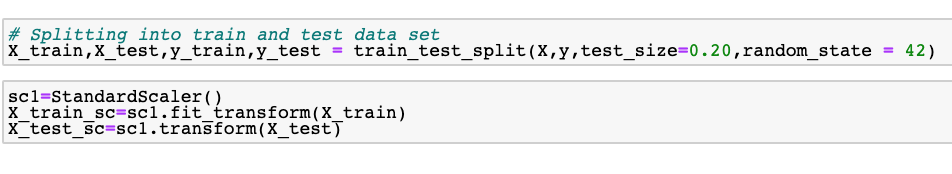 # Splitting into train and test data set
X_train,X_test,y_train,y_test = train_test_split(X,y,test_size=0.20,random_state = 42)
sc1=StandardScaler()
X_train_sc=sc1.fit_transform(X_train)
X_test_sc=sc1.transform(X_test)